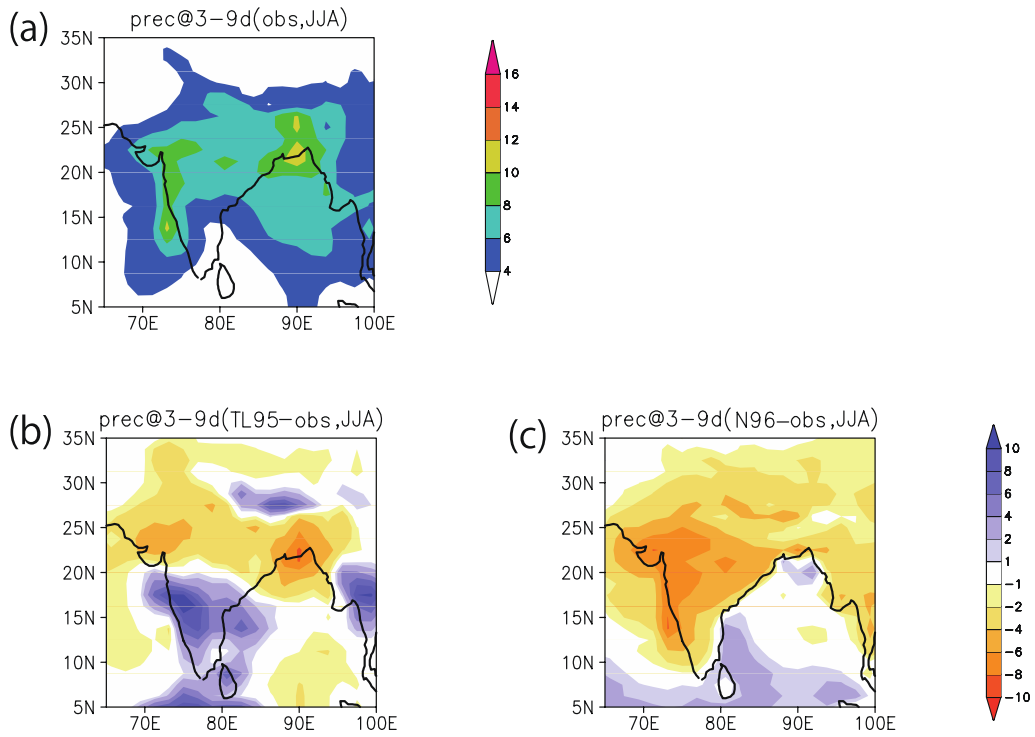 (a)
prec@3-9d(obs,JJA)
35N
30N
25N
20N
15N
10N
5N
70E
80E
90E
100E
16
14
12
10
8
6
4
(b)
prec@3-9d(TL95-obs,JJA)
35N
30N
25N
20N
15N
10N
5N
70E
80E
90E
100E
(c)
prec@3-9d(N96-obs,JJA)
35N
30N
25N
20N
15N
10N
5N
70E
80E
90E
100E
10
8
6
4
2
1
-1
-2
-4
-6
-8
-10